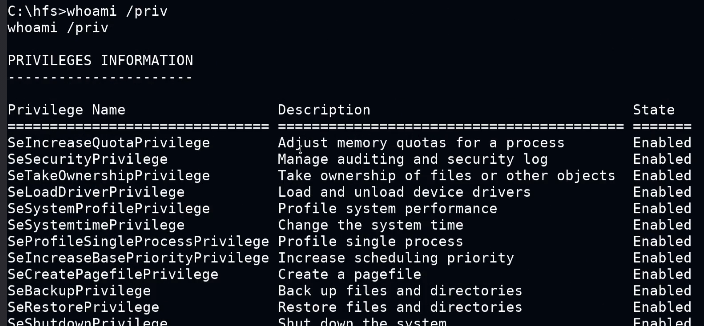 C:\hfs>whoami /priv
whoami /priv
PRIVILEGES INFORMATION
----------------------
Privilege Name Description State
============================= ========================================= =======
SeIncreaseQuotaPrivilege Adjust memory quotas for a process Enabled
SeSecurityPrivilege Manage auditing and security log Enabled
SeTakeOwnershipPrivilege Take ownership of files or other objects Enabled
SeLoadDriverPrivilege Load and unload device drivers Enabled
SeSystemProfilePrivilege Profile system performance Enabled
SeSystemtimePrivilege Change the system time Enabled
SeProfileSingleProcessPrivilege Profile single process Enabled
SeIncreaseBasePriorityPrivilege Increase scheduling priority Enabled
SeCreatePagefilePrivilege Create a pagefile Enabled
SeBackupPrivilege Back up files and directories Enabled
SeRestorePrivilege Restore files and directories Enabled
SeShutdownPrivilege Shut down the system Enabled